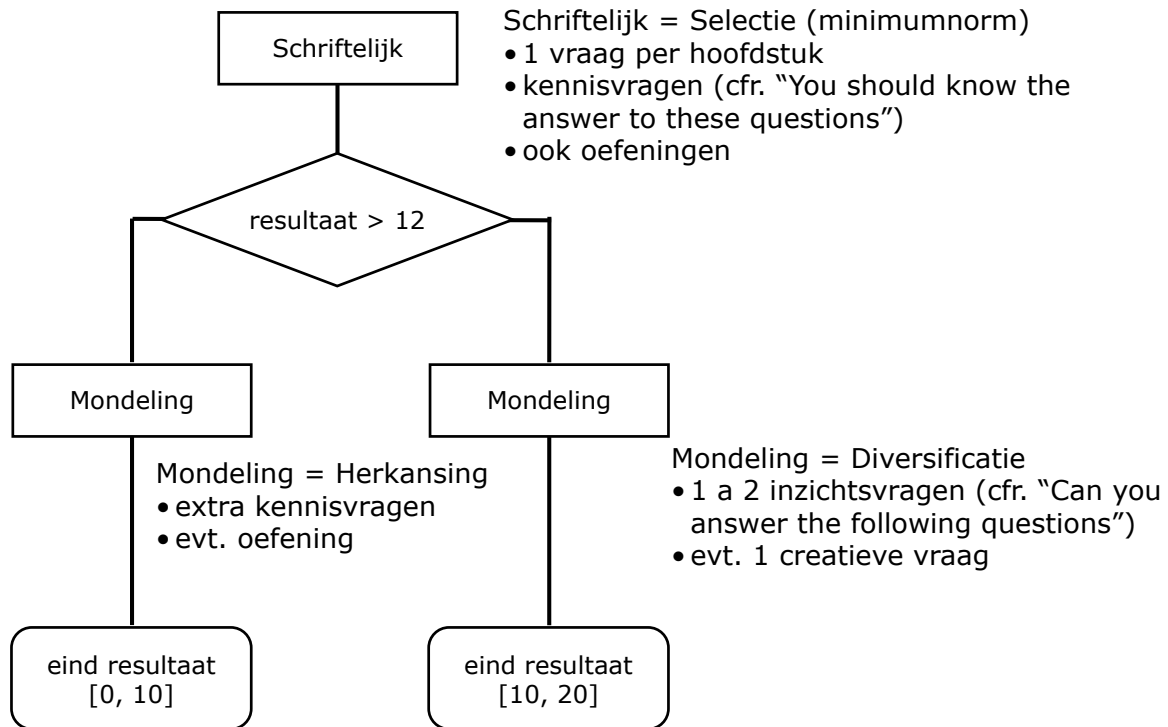 Schriftelijk
Schriftelijk = Selectie (minimumnorm)
• 1 vraag per hoofdstuk
• kennisvragen (cfr. “You should know the
answer to these questions”)
• ook oefeningen
resultaat > 12
Mondeling
Mondeling
Mondeling = Herkansing
• extra kennisvragen
• evt. oefening
Mondeling = Diversificatie
• 1 a 2 inzichtsvragen (cfr. “Can you
answer the following questions”)
• evt. 1 creatieve vraag
eind resultaat
[0, 10]
eind resultaat
[10, 20]